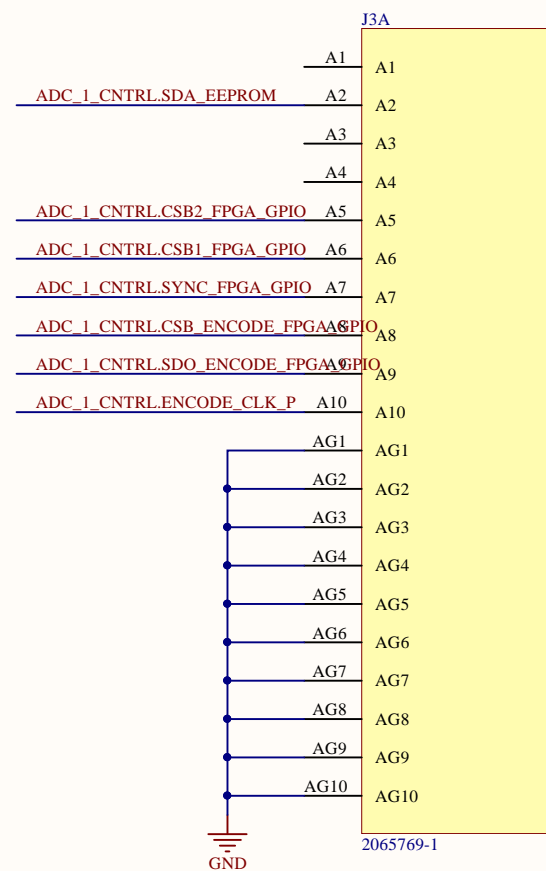 J3A
A1 A1
ADC_1_CNTRL.SDA_EEPROM A2 A2
A3 A3
A4 A4
ADC_1_CNTRL.CSB2_FPGA_GPIO A5 A5
ADC_1_CNTRL.CSB1_FPGA_GPIO A6 A6
ADC_1_CNTRL.SYNC_FPGA_GPIO A7 A7
ADC_1_CNTRL.CSB_ENCODE_FPGA_GPIO A8 A8
ADC_1_CNTRL.SDO_ENCODE_FPGA_GPIO A9 A9
ADC_1_CNTRL.ENCODE_CLK_P A10 A10
AG1 AG1
AG2 AG2
AG3 AG3
AG4 AG4
AG5 AG5
AG6 AG6
AG7 AG7
AG8 AG8
AG9 AG9
AG10 AG10
2065769-1
GND